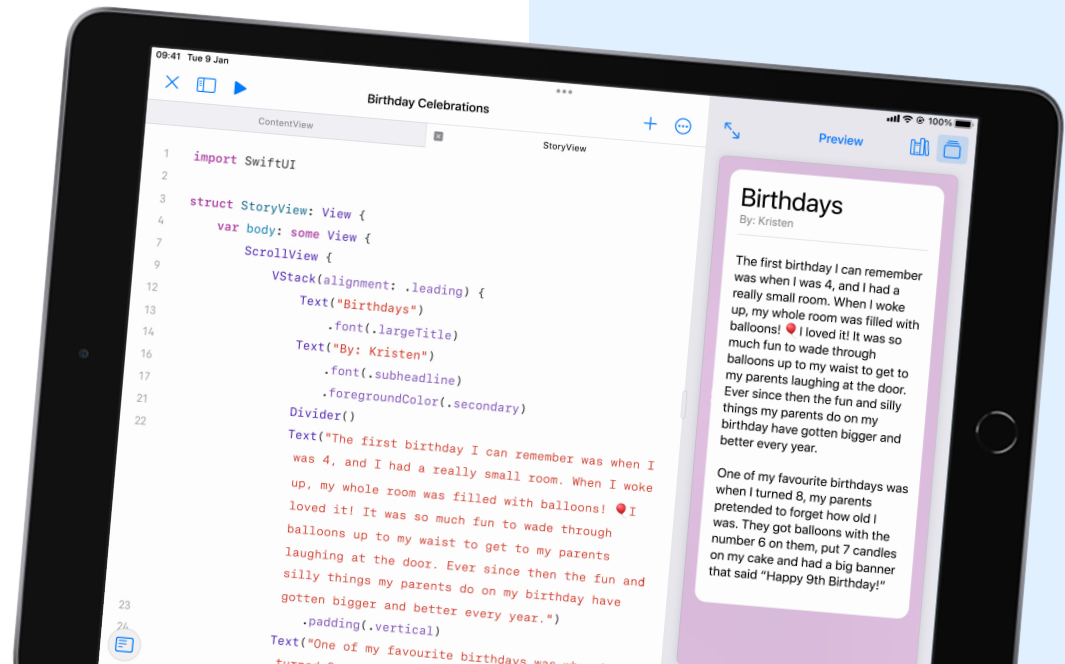 09:41 Tue 9 Jan
100%
Birthday Celebrations
Preview
ContentView
StoryView
1 import SwiftUI
2
3 struct StoryView: View {
4 var body: some View {
7 ScrollView {
9 VStack(alignment: .leading) {
12 Text("Birthdays")
13 .font(.largeTitle)
14 Text("By: Kristen")
16 .font(.subheadline)
17 .foregroundColor(.secondary)
21 Divider()
22 Text("The first birthday I can remember was when I
was 4, and I had a really small room. When I woke
up, my whole room was filled with balloons! 🎈I
loved it! It was so much fun to wade through
balloons up to my waist to get to my parents
laughing at the door. Ever since then the fun and
silly things my parents do on my birthday have
gotten bigger and better every year.")
23 .padding(.vertical)
24 Text("One of my favourite birthdays was
Birthdays
By: Kristen
The first birthday I can remember
was when I was 4, and I had a
really small room. When I woke
up, my whole room was filled with
balloons! 🎈I loved it! It was so
much fun to wade through
balloons up to my waist to get to
my parents laughing at the door.
Ever since then the fun and silly
things my parents do on my
birthday have gotten bigger and
better every year.
One of my favourite birthdays was
when I turned 8, my parents
pretended to forget how old I
was. They got balloons with the
number 6 on them, put 7 candles
on my cake and had a big banner
that said “Happy 9th Birthday!“